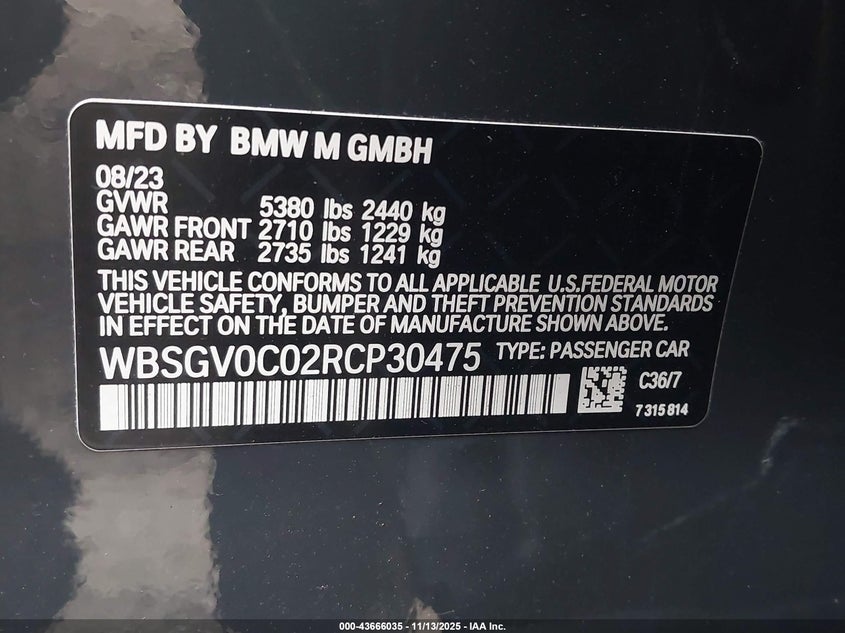 MFD BY BMW M GMBH
08/23
GVWR 5380 lbs 2440 kg
GAWR FRONT 2710 lbs 1229 kg
GAWR REAR 2735 lbs 1241 kg
THIS VEHICLE CONFORMS TO ALL APPLICABLE U.S.FEDERAL MOTOR
VEHICLE SAFETY, BUMPER AND THEFT PREVENTION STANDARDS
IN EFFECT ON THE DATE OF MANUFACTURE SHOWN ABOVE.
WBSGV0C02RCP30475 TYPE: PASSENGER CAR
C36/7
7 315 814
000-43666035 - 11/13/2025 - IAA Inc.